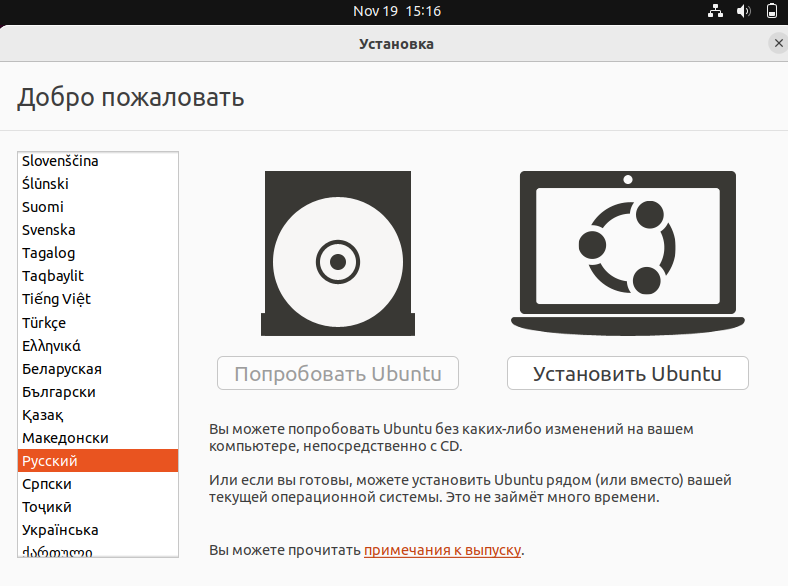 Nov 19 15:16
Установка
Добро пожаловать
Slovenščina
Ślůnski
Suomi
Svenska
Tagalog
Taqbaylit
Tiếng Việt
Türkçe
Ελληνικά
Беларуская
Български
Қазақ
Македонски
Русский
Српски
Тоҷикӣ
Українська
ქართული
Попробовать Ubuntu
Установить Ubuntu
Вы можете попробовать Ubuntu без каких-либо изменений на вашем
компьютере, непосредственно с CD.
Или если вы готовы, можете установить Ubuntu рядом (или вместо) вашей
текущей операционной системы. Это не займёт много времени.
Вы можете прочитать примечания к выпуску.